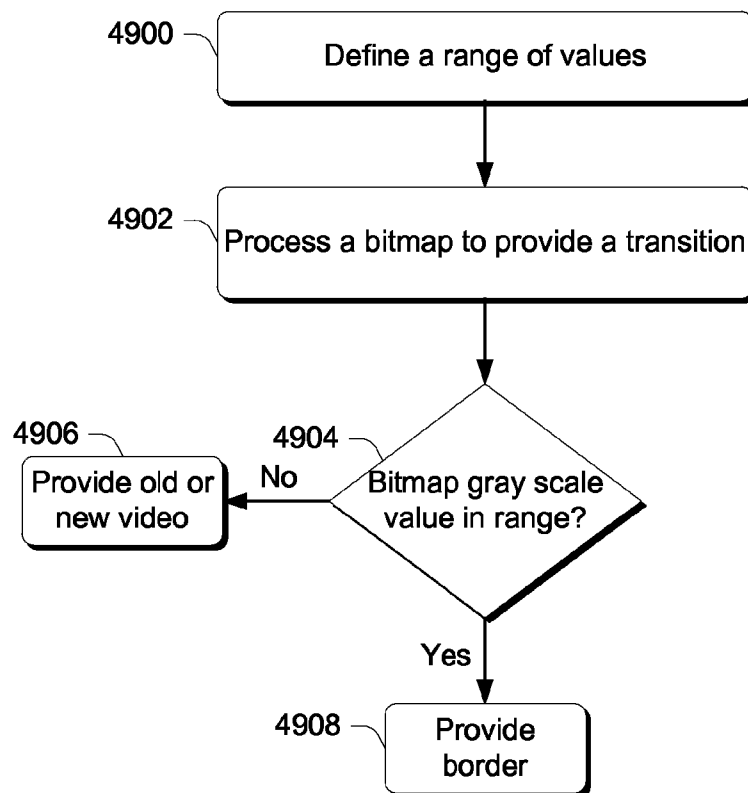 4900
Define a range of values
4902
Process a bitmap to provide a transition
4904
Bitmap gray scale
value in range?
No
4906
Provide old or
new video
Yes
4908
Provide
border